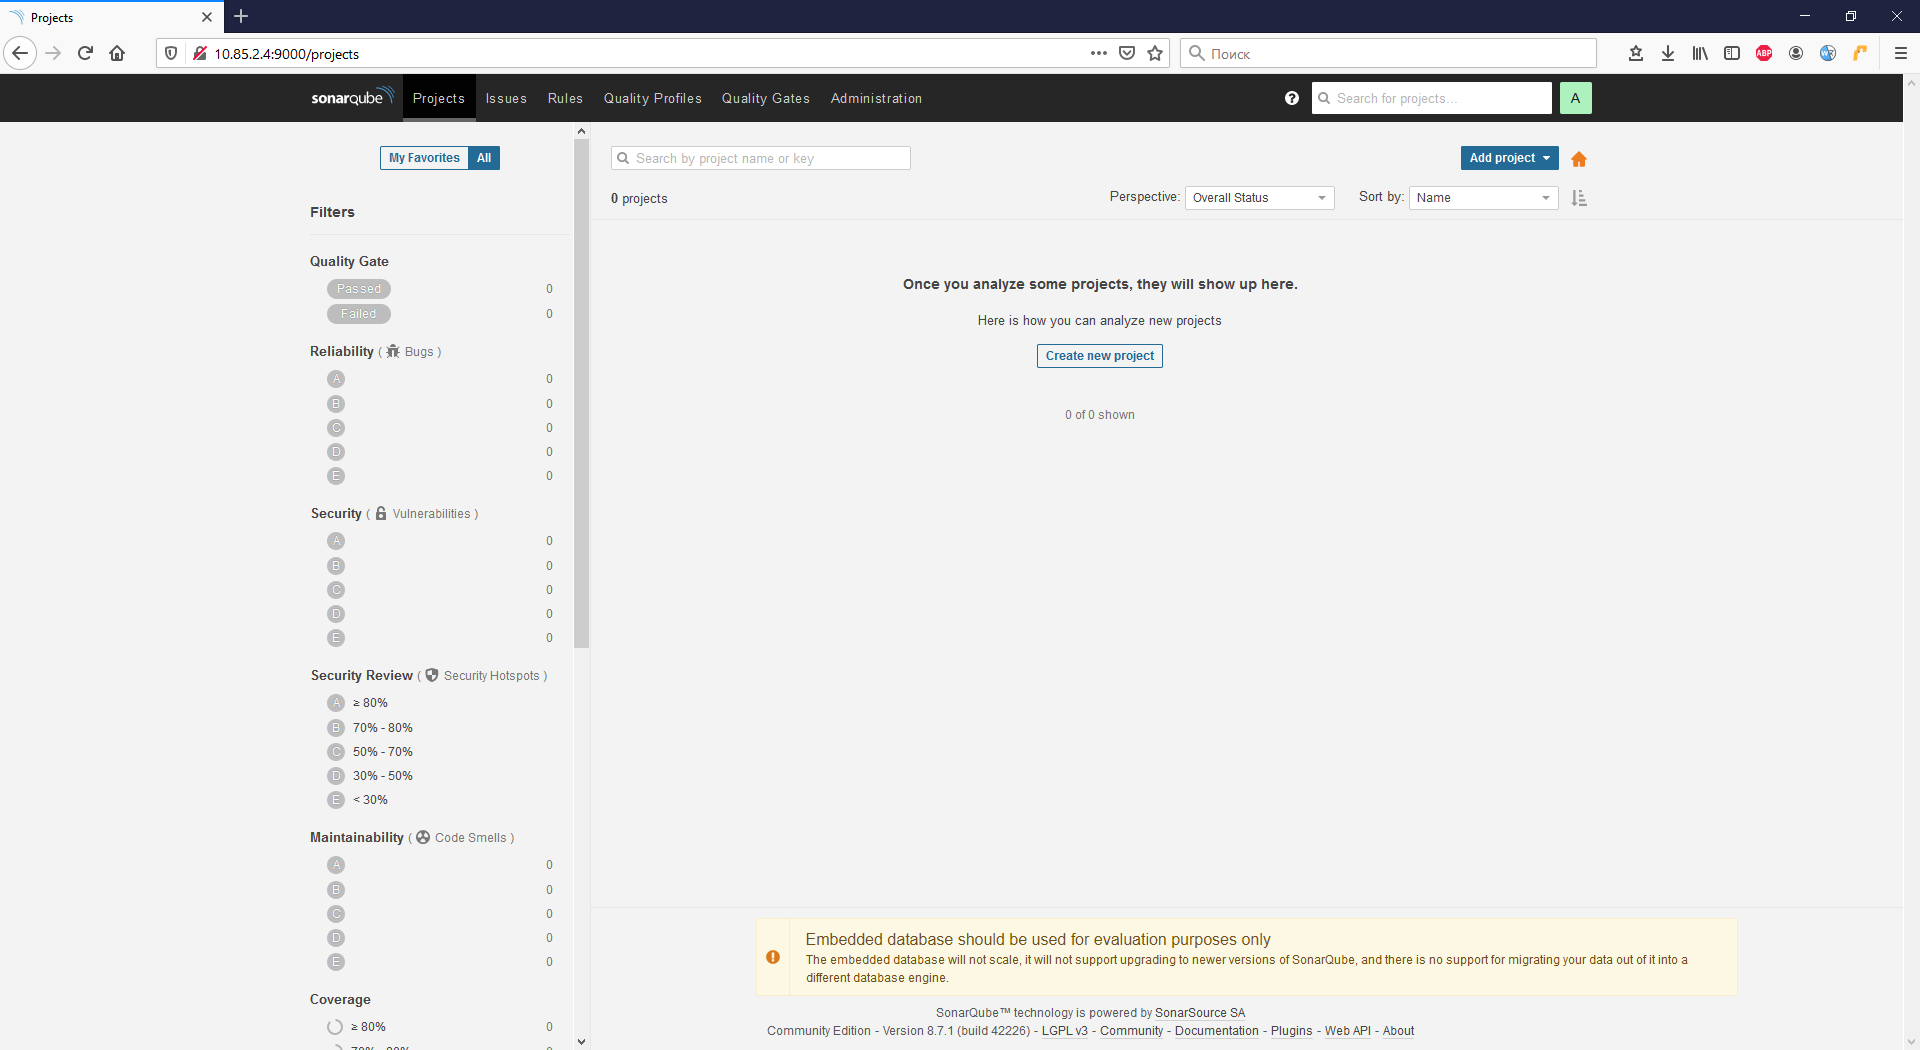 Projects
10.85.2.4:9000/projects
Поиск
ABP
sonarqube Projects Issues Rules Quality Profiles Quality Gates Administration
Search for projects...
A
My Favorites All
Search by project name or key
Add project
0 projects
Perspective: Overall Status
Sort by: Name
Filters
Quality Gate
Passed 0
Failed 0
Reliability ( Bugs )
A 0
B 0
C 0
D 0
E 0
Security ( Vulnerabilities )
A 0
B 0
C 0
D 0
E 0
Security Review ( Security Hotspots )
A ≥ 80%
B 70% - 80%
C 50% - 70%
D 30% - 50%
E < 30%
Maintainability ( Code Smells )
A 0
B 0
C 0
D 0
E 0
Coverage
≥ 80% 0
Once you analyze some projects, they will show up here.
Here is how you can analyze new projects
Create new project
0 of 0 shown
Embedded database should be used for evaluation purposes only
The embedded database will not scale, it will not support upgrading to newer versions of SonarQube, and there is no support for migrating your data out of it into a
different database engine.
SonarQube™ technology is powered by SonarSource SA
Community Edition - Version 8.7.1 (build 42226) - LGPL v3 - Community - Documentation - Plugins - Web API - About